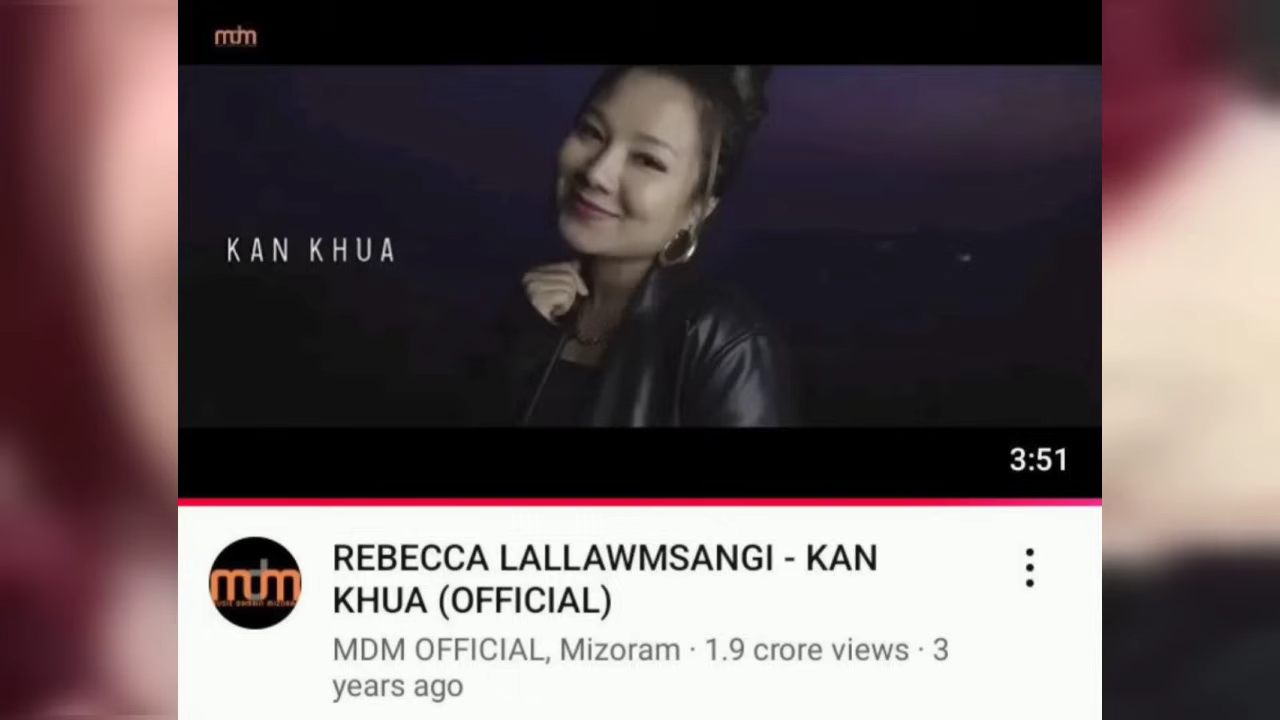 mdm
KAN KHUA
3:51
mdm
REBECCA LALLAWMSANGI - KAN
KHUA (OFFICIAL)
MDM OFFICIAL, Mizoram · 1.9 crore views · 3
years ago